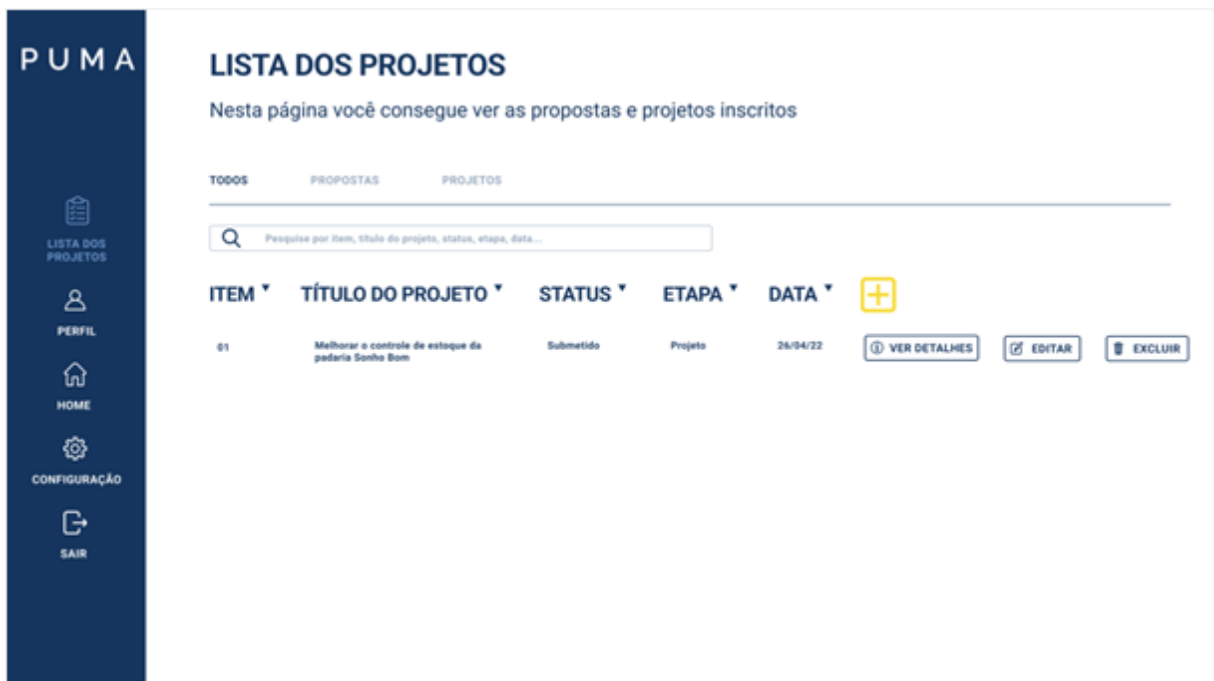 PUMA
LISTA DOS PROJETOS
Nesta página você consegue ver as propostas e projetos inscritos
TODOS PROPOSTAS PROJETOS
Pesquise por item, título do projeto, status, etapa, data...
ITEM TÍTULO DO PROJETO STATUS ETAPA DATA
01 Melhorar o controle de estoque da Submetido Projeto 26/04/22 VER DETALHES EDITAR EXCLUIR
padaria Sonho Bom
LISTA DOS
PROJETOS
PERFIL
HOME
CONFIGURAÇÃO
SAIR